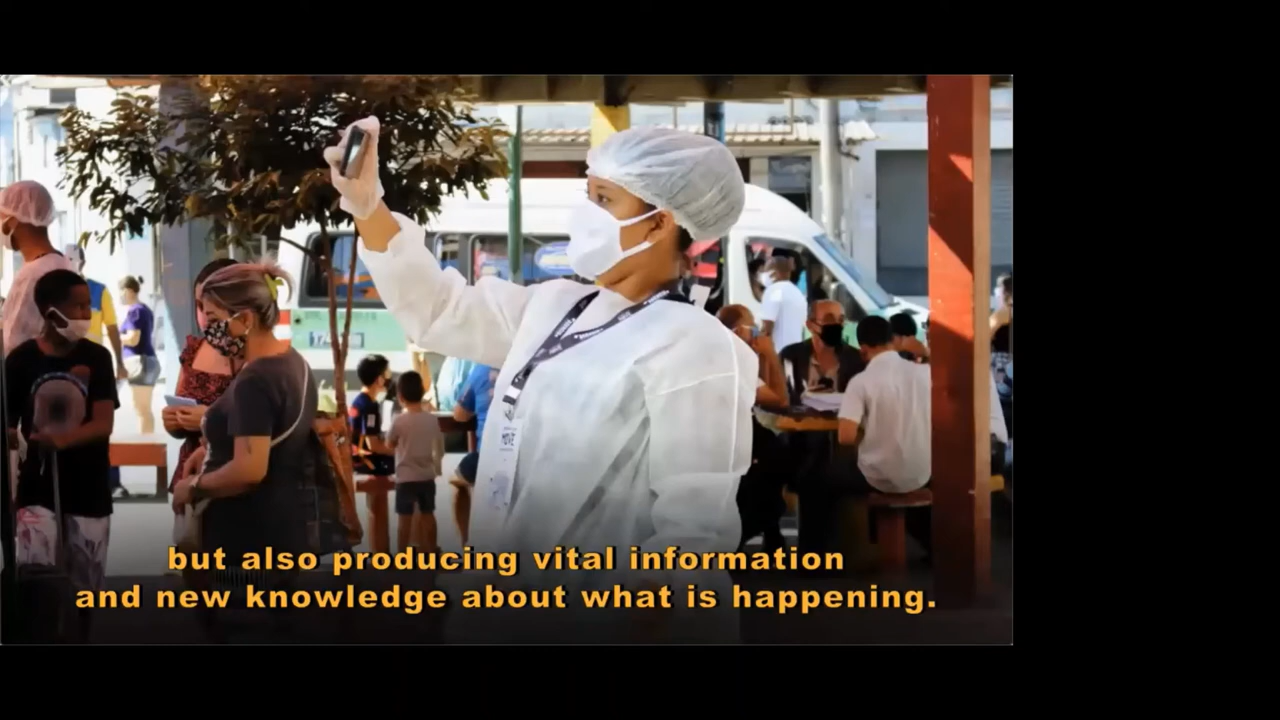 but also producing vital information
and new knowledge about what is happening.